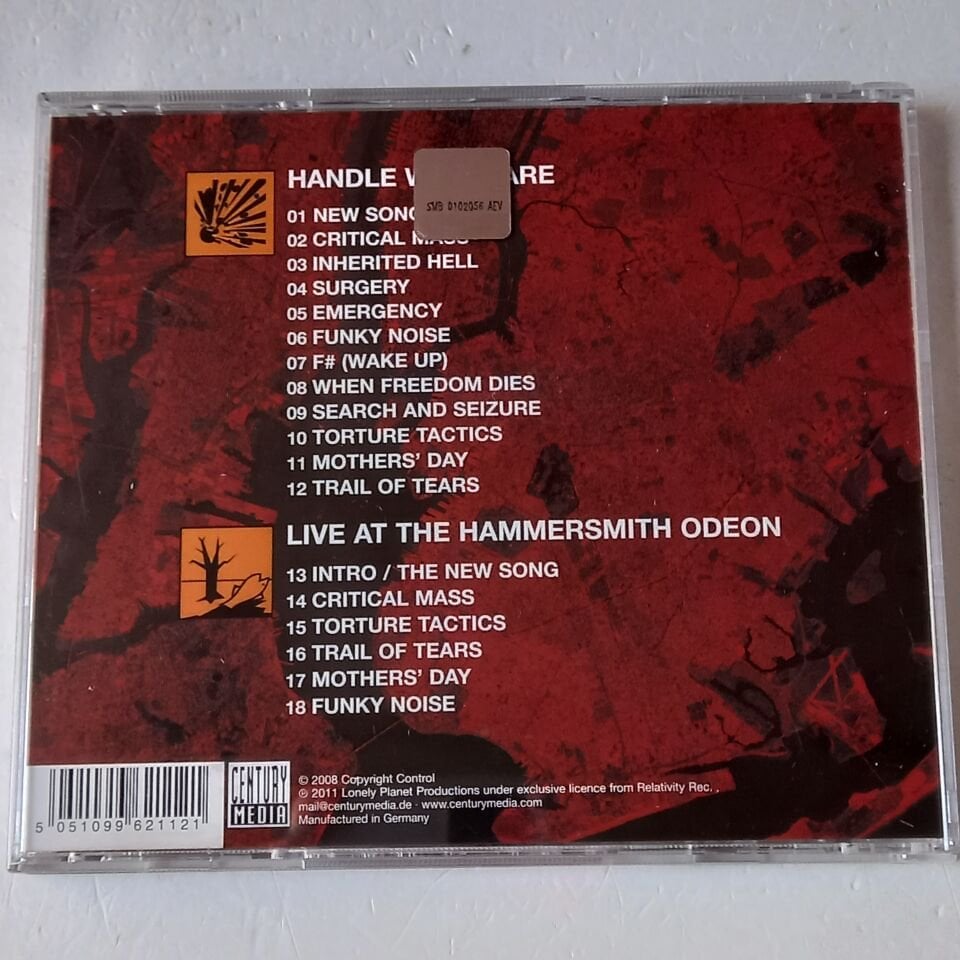 HANDLE W ARE
SMB 0102056 AEV
01 NEW SONG
02 CRITICAL MASS
03 INHERITED HELL
04 SURGERY
05 EMERGENCY
06 FUNKY NOISE
07 F# (WAKE UP)
08 WHEN FREEDOM DIES
09 SEARCH AND SEIZURE
10 TORTURE TACTICS
11 MOTHERS' DAY
12 TRAIL OF TEARS
LIVE AT THE HAMMERSMITH ODEON
13 INTRO / THE NEW SONG
14 CRITICAL MASS
15 TORTURE TACTICS
16 TRAIL OF TEARS
17 MOTHERS' DAY
18 FUNKY NOISE
5 051099 621121
CENTURY
MEDIA
© 2008 Copyright Control
℗ 2011 Lonely Planet Productions under exclusive licence from Relativity Rec. .
mail@centurymedia.de · www.centurymedia.com
Manufactured in Germany